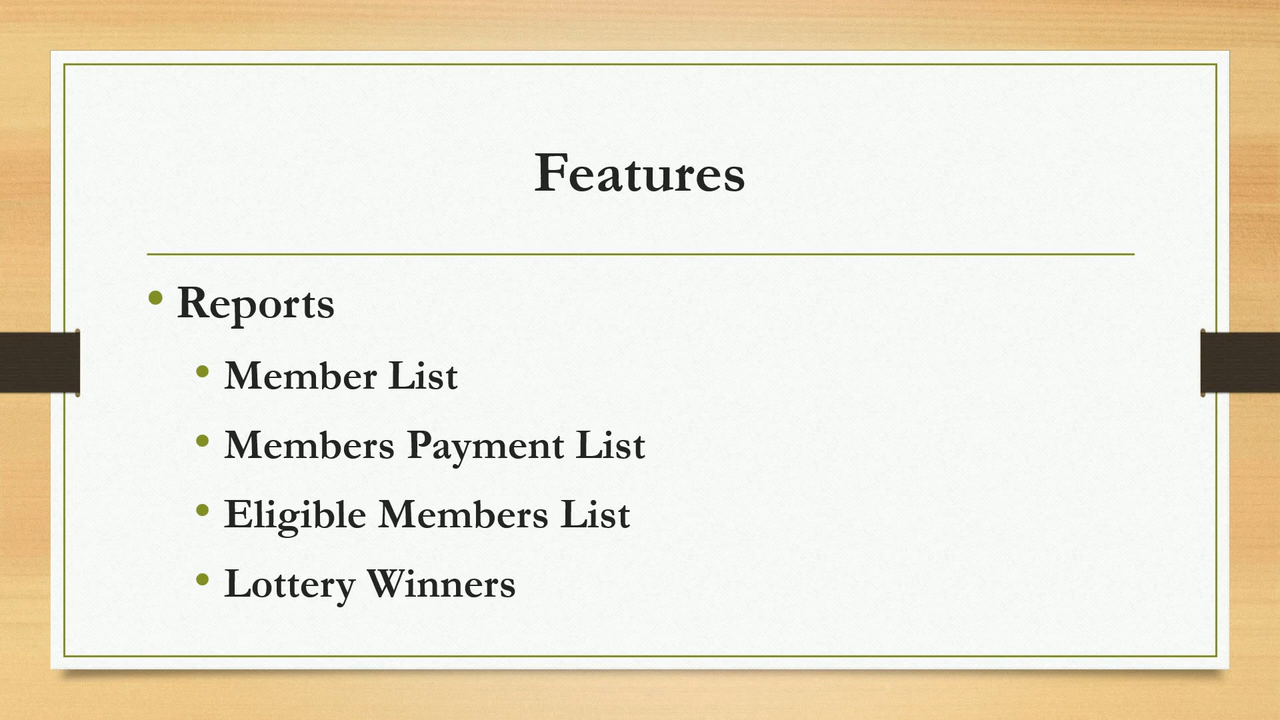 Features
• Reports
• Member List
• Members Payment List
• Eligible Members List
• Lottery Winners